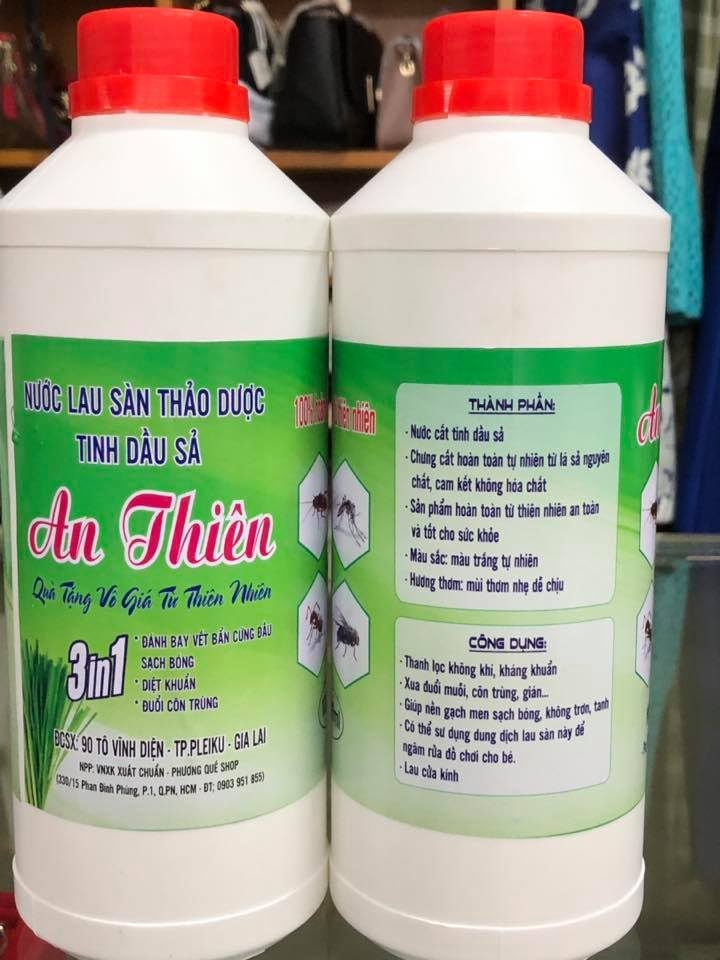 NƯỚC LAU SÀN THẢO DƯỢC
TINH DẦU SẢ
An Thiên
Quà Tặng Vô Giá Từ Thiên Nhiên
3in1
* ĐÁNH BAY VẾT BẨN CỨNG ĐẦU
SẠCH BÓNG
* DIỆT KHUẨN
* ĐUỔI CÔN TRÙNG
ĐCSX: 90 TÔ VĨNH DIỆN - TP.PLEIKU - GIA LAI
NPP: VNXK XUẤT CHUẨN - PHƯƠNG QUẾ SHOP
(330/15 Phan Đình Phùng, P.1, Q.PN, HCM - ĐT; 0903 951 855)
100%
thiên nhiên
THÀNH PHẦN:
- Nước cất tinh dầu sả
- Chưng cất hoàn toàn tự nhiên từ lá sả nguyên
chất, cam kết không hóa chất
- Sản phẩm hoàn toàn từ thiên nhiên an toàn
và tốt cho sức khỏe
- Màu sắc: màu trắng tự nhiên
- Hương thơm: mùi thơm nhẹ dễ chịu
CÔNG DỤNG:
- Thanh lọc không khí, kháng khuẩn
- Xua đuổi muỗi, côn trùng, gián...
- Giúp nền gạch men sạch bóng, không trơn, tanh
- Có thể sử dụng dung dịch lau sàn này để
ngâm rửa đồ chơi cho bé.
- Lau cửa kính
An